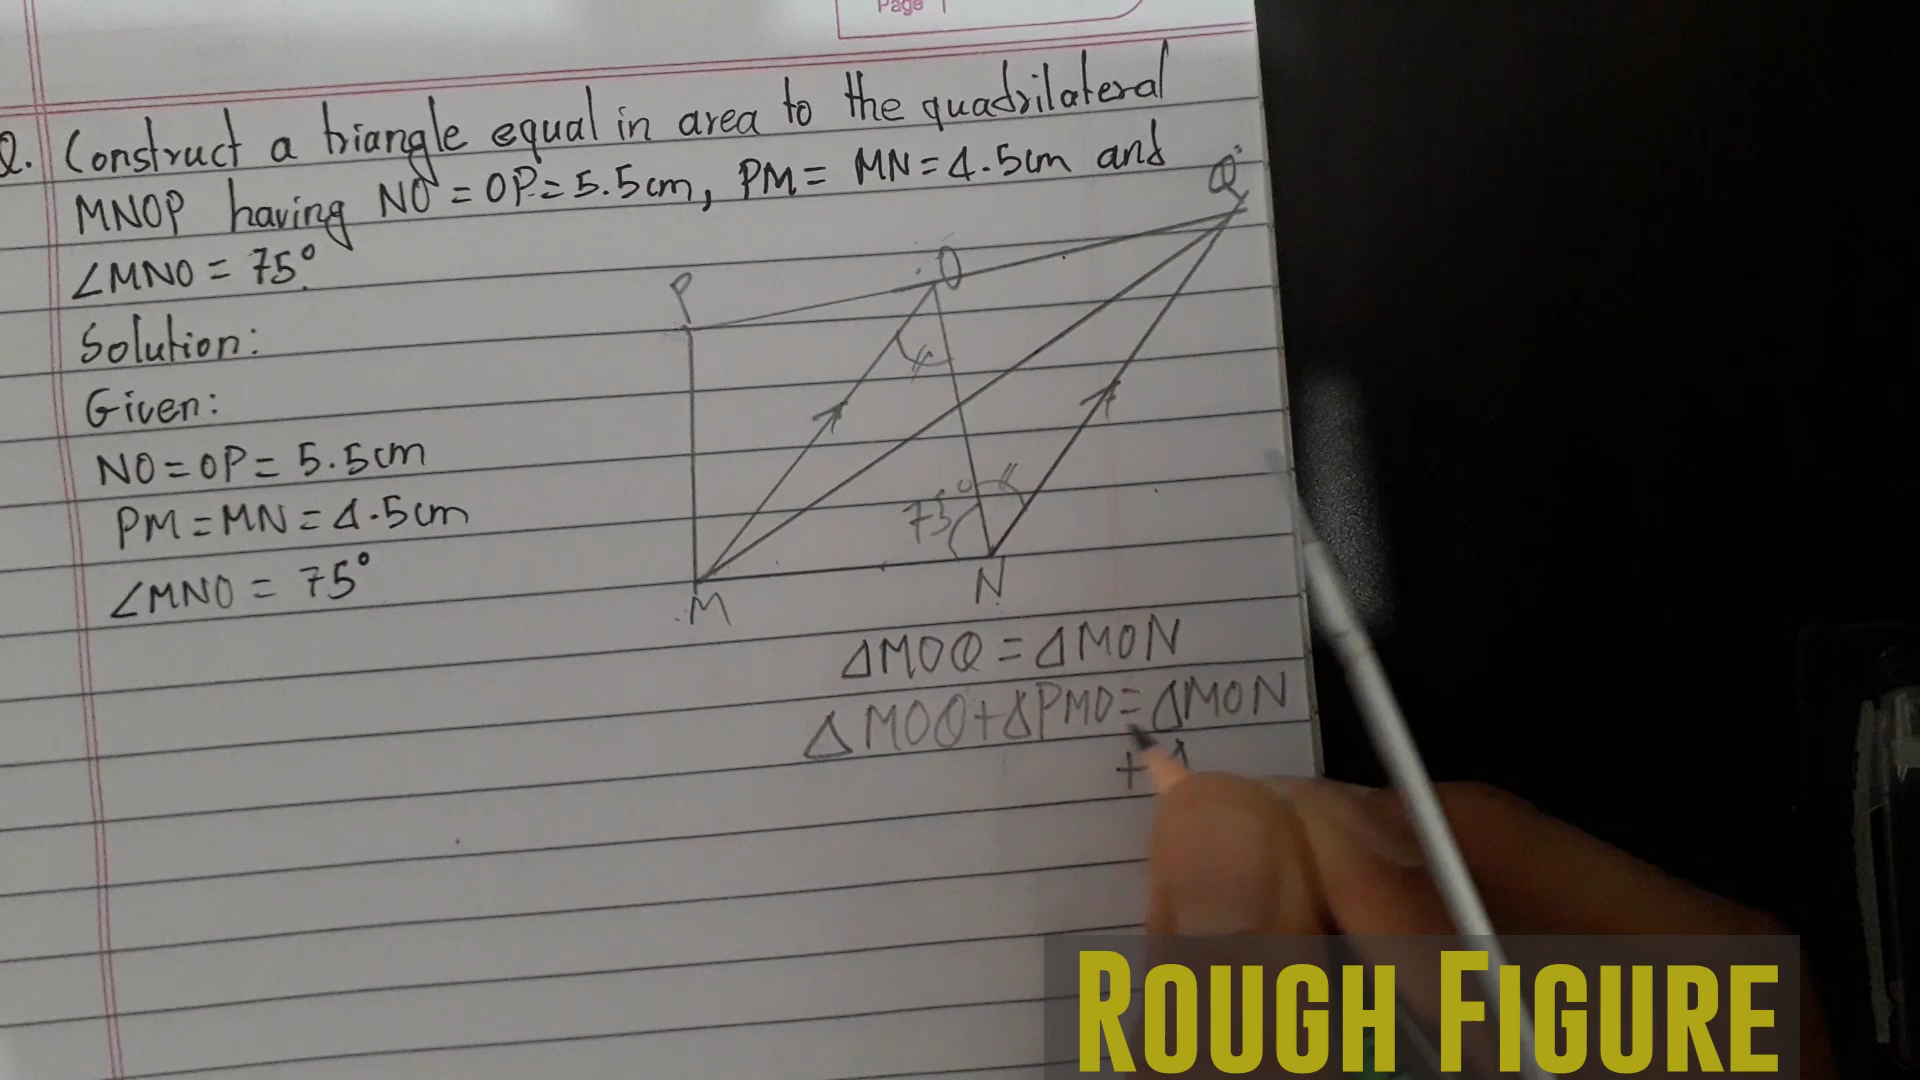 Page 1
Q. Construct a triangle equal in area to the quadrilateral
MNOP having NO = OP = 5.5cm, PM = MN = 4.5cm and
∠MNO = 75°.
Solution:
Given:
NO = OP = 5.5cm
PM = MN = 4.5cm
∠MNO = 75°
P
O
Q
75°
M
N
ΔMOQ = ΔMON
ΔMOQ + ΔPMO = ΔMON
+ Δ
ROUGH FIGURE